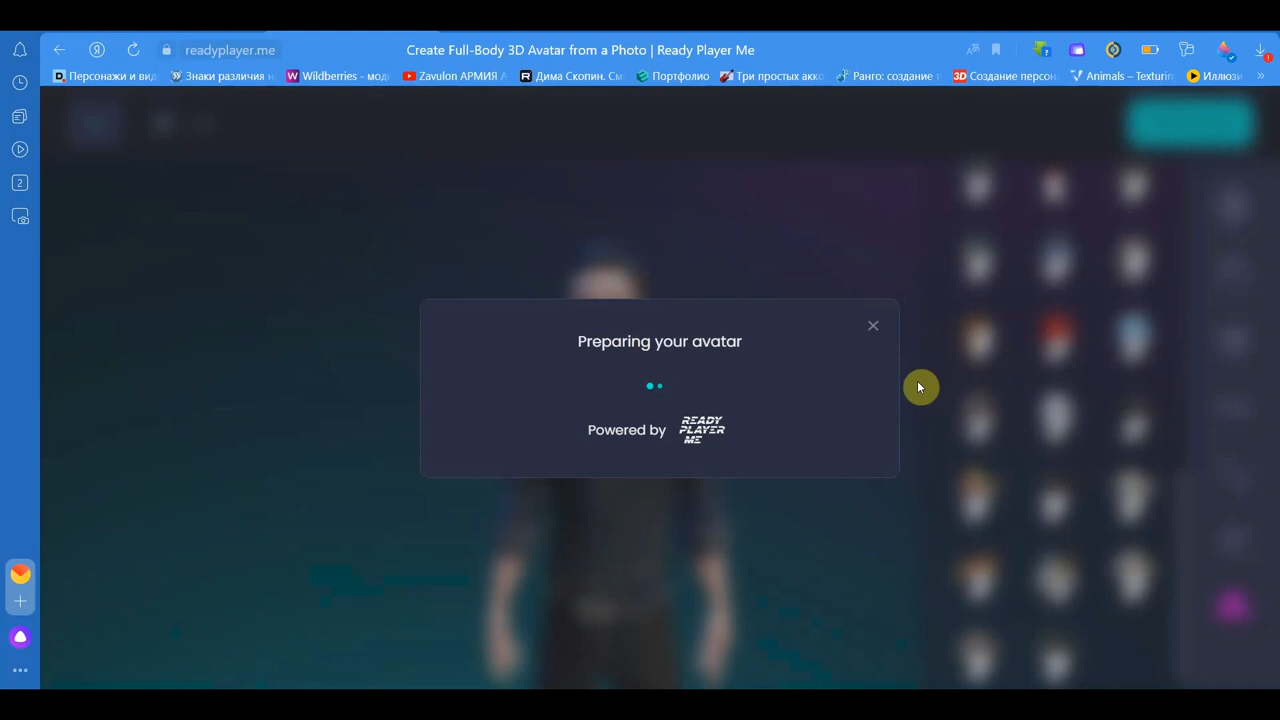 readyplayer.me
Create Full-Body 3D Avatar from a Photo | Ready Player Me
Персонажи и вид
Знаки различия н
Wildberries – мод
Zavulon АРМИЯ
Дима Скопин. См
Портфолио
Три простых акко
Ранго: создание
3D Создание персон
Animals – Texturin
Иллюзи
2
Preparing your avatar
Powered by READY
PLAYER
ME